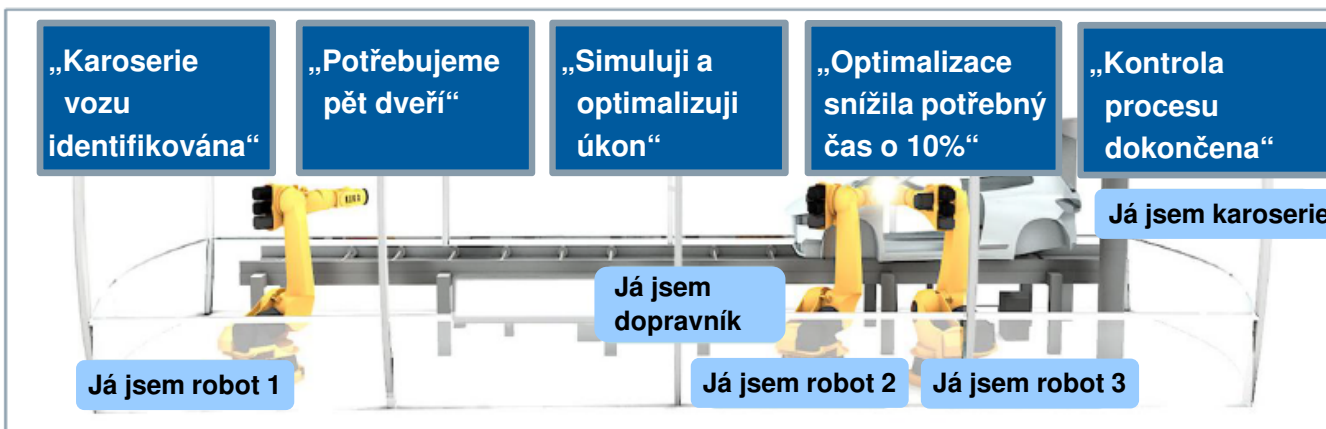 „Karoserie
vozu
identifikována“
„Potřebujeme
pět dveří“
„Simuluji a
optimalizuji
úkon“
„Optimalizace
snížila potřebný
čas o 10%“
„Kontrola
procesu
dokončena“
Já jsem karoserie
Já jsem
dopravník
Já jsem robot 1
Já jsem robot 2
Já jsem robot 3